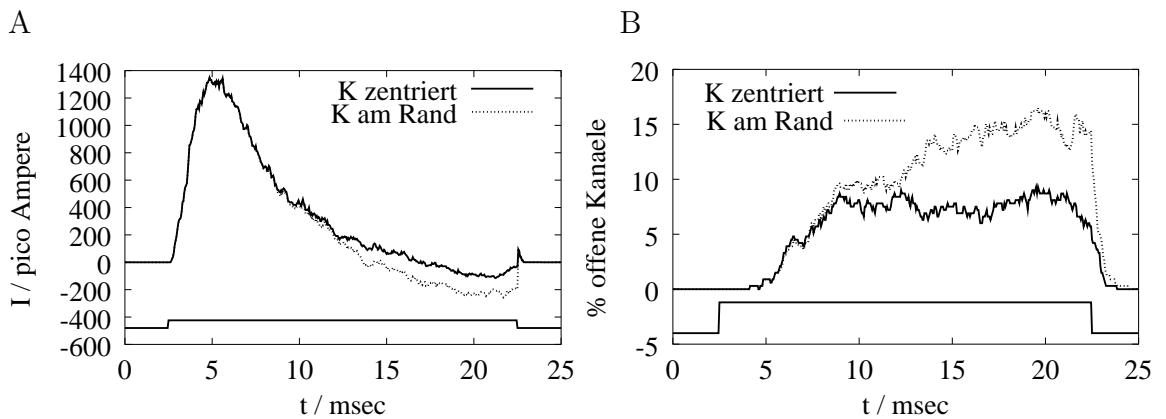 A
I / pico Ampere
1400
1200
1000
800
600
400
200
0
-200
-400
-600
K zentriert
K am Rand
0 5 10 15 20 25
t / msec
B
% offene Kanaele
20
15
10
5
0
-5
K zentriert
K am Rand
0 5 10 15 20 25
t / msec